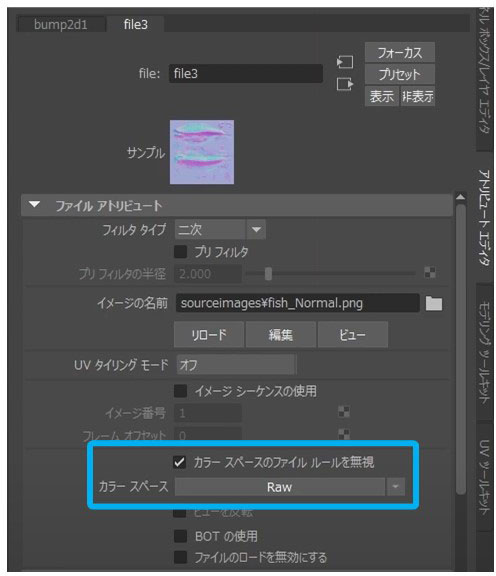 bump2d1 file3
file: file3
フォーカス
プリセット
表示 非表示
サンプル
ファイル アトリビュート
フィルタ タイプ 二次
プリ フィルタ
プリ フィルタの半径 2.000
イメージの名前 sourceimages¥fish_Normal.png
リロード 編集 ビュー
UV タイリング モード オフ
イメージ シーケンスの使用
イメージ番号 1
フレーム オフセット 0
カラー スペースのファイル ルールを無視
カラー スペース Raw
ビューを反転
BOT の使用
ファイルのロードを無効にする
ネル ボックス/レイヤ エディタ
アトリビュート エディタ
モデリング ツールキット
UV ツールキット